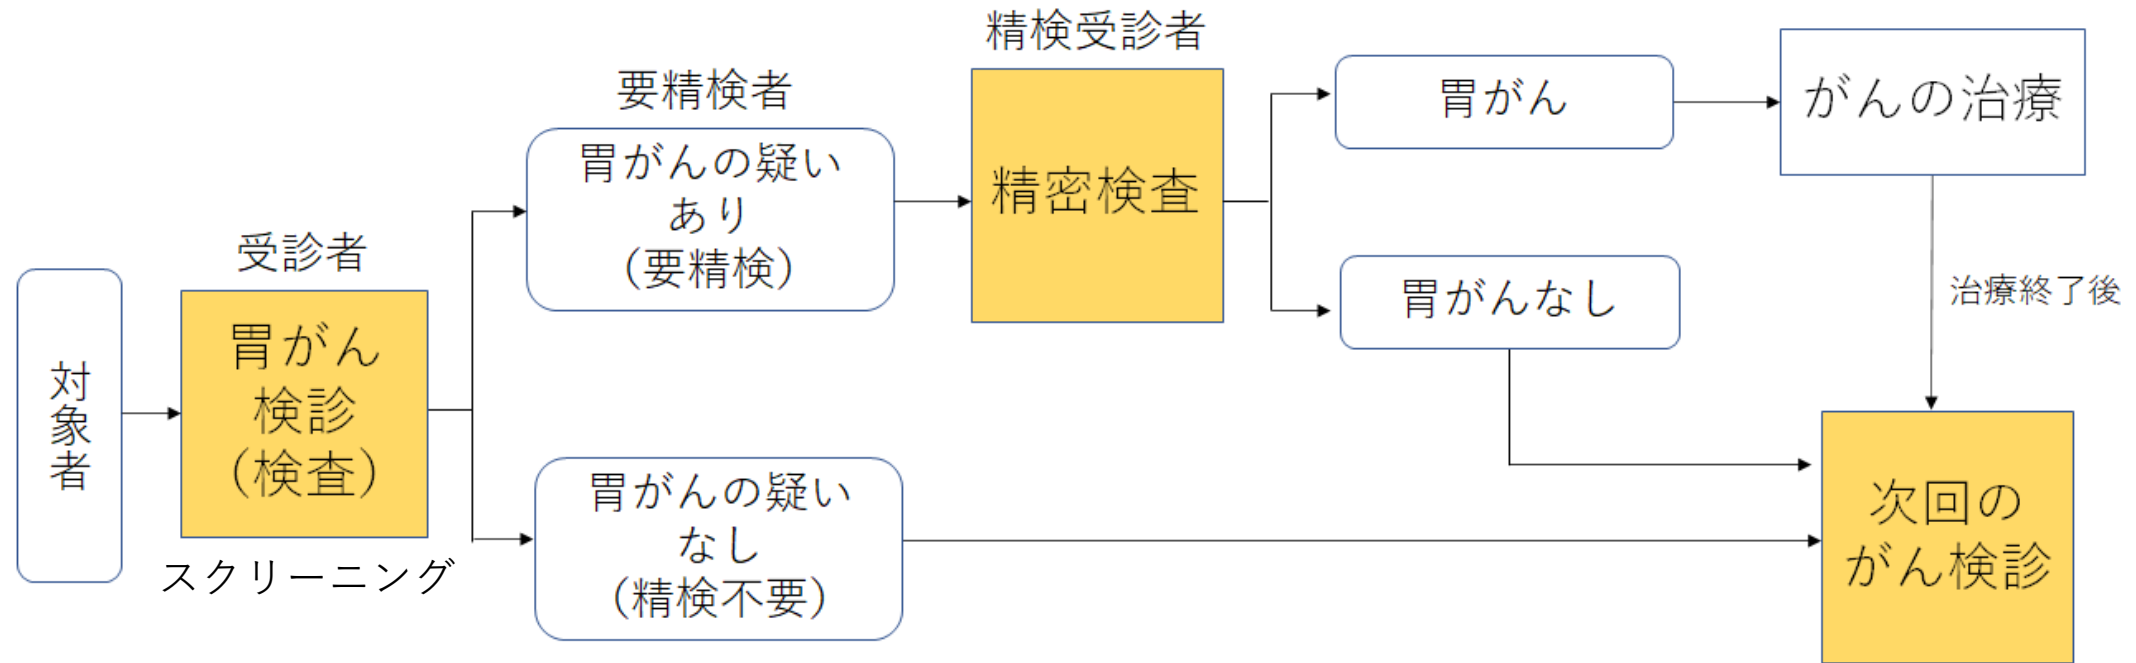 対象者
受診者
胃がん
検診
（検査）
スクリーニング
要精検者
胃がんの疑い
あり
（要精検）
胃がんの疑い
なし
（精検不要）
精検受診者
精密検査
胃がん
胃がんなし
がんの治療
治療終了後
次回の
がん検診